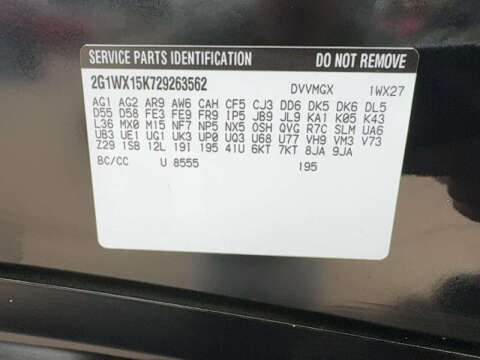 SERVICE PARTS IDENTIFICATION DO NOT REMOVE
2G1WX15K729263562 DVVMGX 1WX27
AG1 AG2 AR9 AW6 CAH CF5 CJ3 DD6 DK5 DK6 DL5
D55 D58 FE3 FE9 FR9 IP5 JB9 JL9 KA1 K05 K43
L36 MX0 M15 NF7 NP5 NX5 OSH QVG R7C SLM UA6
UB3 UE1 UG1 UK3 UP0 UQ3 U68 U77 VH9 VM3 V73
Z29 1SB 12L 19I 195 41U 6KT 7KT 8JA 9JA
BC/CC U 8555 195